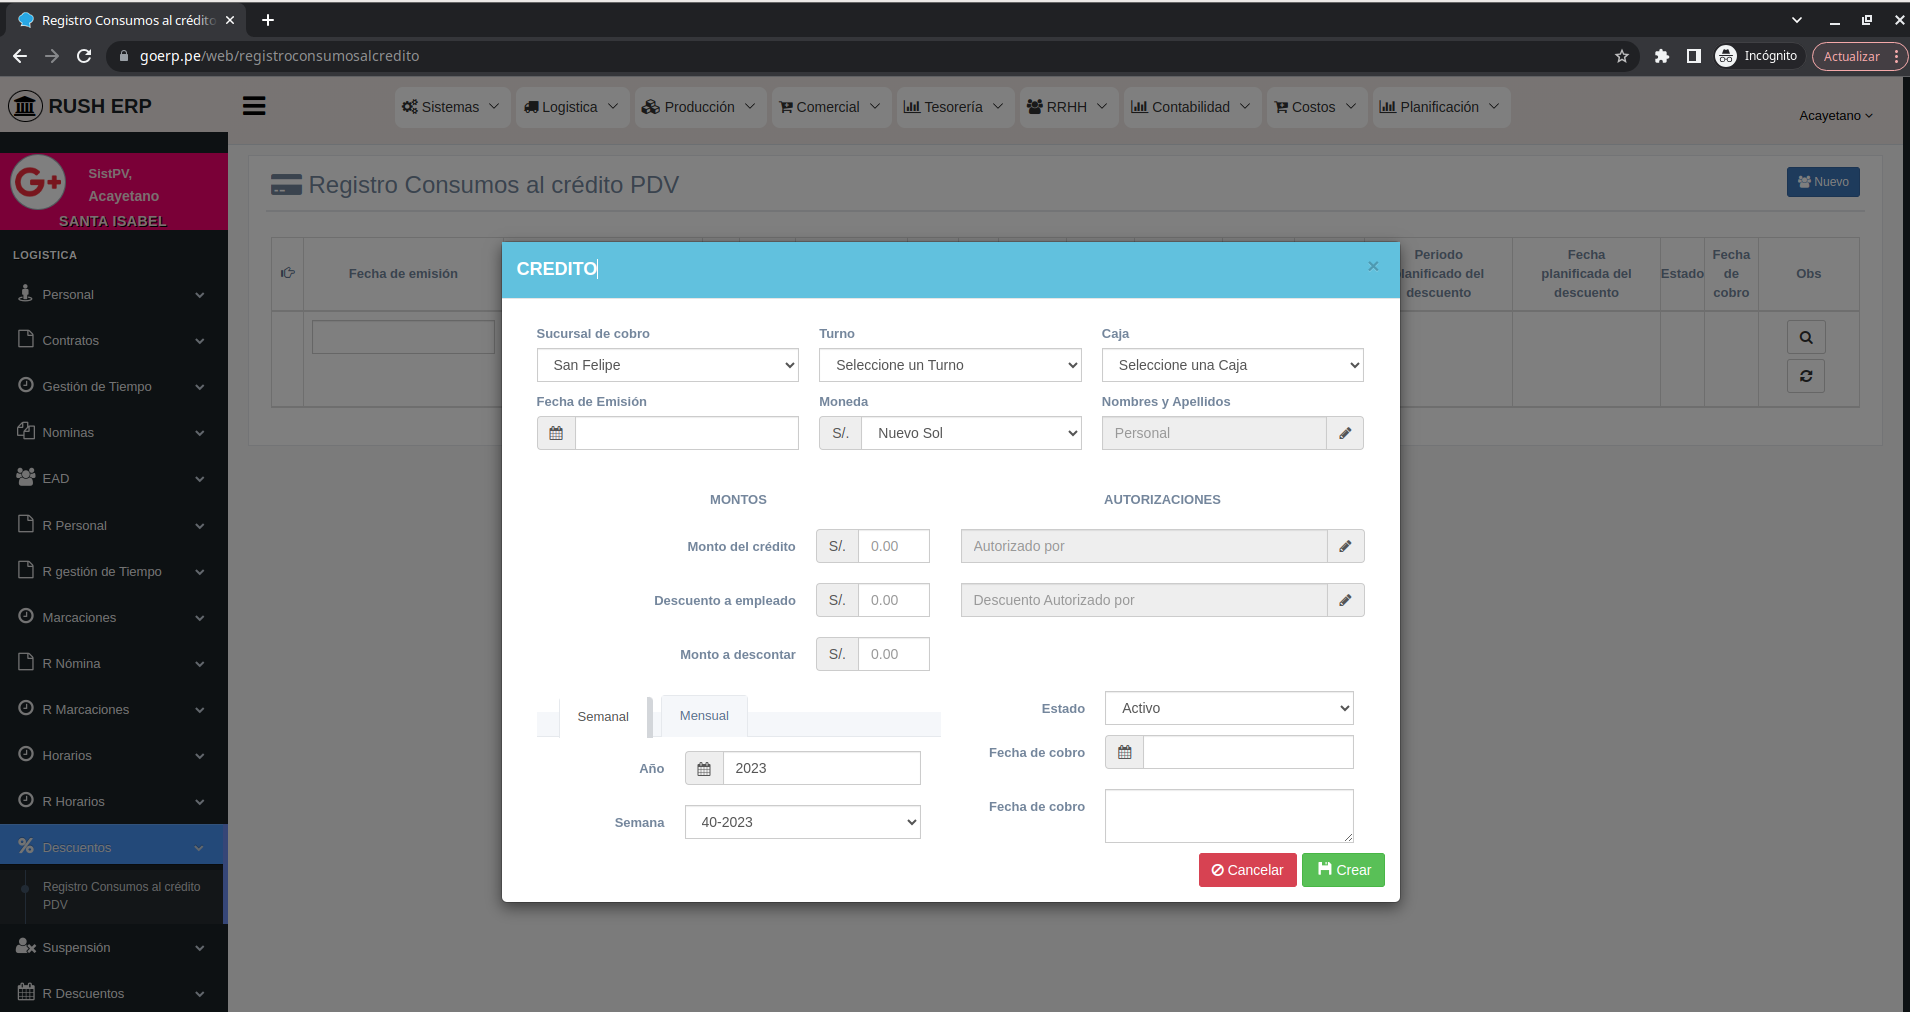 Registro Consumos al crédito
goerp.pe/web/registroconsumosalcredito
Incógnito
Actualizar
RUSH ERP
Sistemas
Logistica
Producción
Comercial
Tesorería
RRHH
Contabilidad
Costos
Planificación
Acayetano
SistPV,
Acayetano
SANTA ISABEL
LOGISTICA
Personal
Contratos
Gestión de Tiempo
Nominas
EAD
R Personal
R gestión de Tiempo
Marcaciones
R Nómina
R Marcaciones
Horarios
R Horarios
Descuentos
Registro Consumos al crédito
PDV
Suspensión
R Descuentos
Registro Consumos al crédito PDV
Nuevo
Fecha de emisión
Periodo
lanificado del
descuento
Fecha
planificada del
descuento
Estado
Fecha
de
cobro
Obs
CREDITO
×
Sucursal de cobro
San Felipe
Turno
Seleccione un Turno
Caja
Seleccione una Caja
Fecha de Emisión
Moneda
S/.
Nuevo Sol
Nombres y Apellidos
Personal
MONTOS
AUTORIZACIONES
Monto del crédito
S/.
0.00
Autorizado por
Descuento a empleado
S/.
0.00
Descuento Autorizado por
Monto a descontar
S/.
0.00
Semanal
Mensual
Año
2023
Semana
40-2023
Estado
Activo
Fecha de cobro
Fecha de cobro
Cancelar
Crear